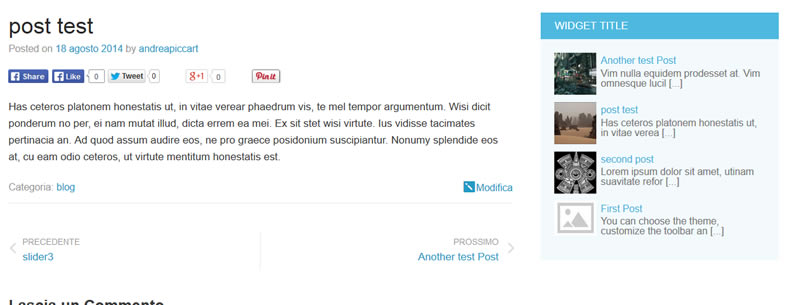 post test
Posted on 18 agosto 2014 by andreapiccart
Share Like 0 Tweet 0 +1 0 Pin it
Has ceteros platonem honestatis ut, in vitae verear phaedrum vis, te mel tempor argumentum. Wisi dicit
ponderum no per, ei nam mutat illud, dicta errem ea mei. Ex sit stet wisi virtute. Ius vidisse tacimates
pertinacia an. Ad quod assum audire eos, ne pro graece posidonium suscipiantur. Nonumy splendide eos
at, cu eam odio ceteros, ut virtute mentitum honestatis est.
Categoria: blog
Modifica
PRECEDENTE
slider3
PROSSIMO
Another test Post
Lascia un Commento
WIDGET TITLE
Another test Post
Vim nulla equidem prodesset at. Vim
omnesque lucil [...]
post test
Has ceteros platonem honestatis ut,
in vitae verea [...]
second post
Lorem ipsum dolor sit amet, utinam
suavitate refor [...]
First Post
You can choose the theme,
customize the toolbar an [...]